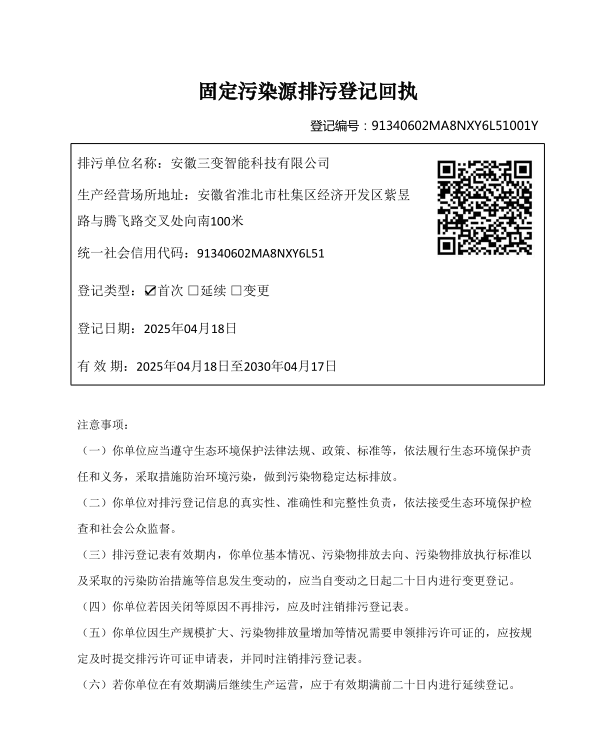 固定污染源排污登记回执
登记编号：91340602MA8NXY6L51001Y
排污单位名称：安徽三变智能科技有限公司
生产经营场所地址：安徽省淮北市杜集区经济开发区紫昱
路与腾飞路交叉处向南100米
统一社会信用代码：91340602MA8NXY6L51
登记类型：☑首次 ☐延续 ☐变更
登记日期：2025年04月18日
有 效 期：2025年04月18日至2030年04月17日
注意事项：
（一）你单位应当遵守生态环境保护法律法规、政策、标准等，依法履行生态环境保护责
任和义务，采取措施防治环境污染，做到污染物稳定达标排放。
（二）你单位对排污登记信息的真实性、准确性和完整性负责，依法接受生态环境保护检
查和社会公众监督。
（三）排污登记表有效期内，你单位基本情况、污染物排放去向、污染物排放执行标准以
及采取的污染防治措施等信息发生变动的，应当自变动之日起二十日内进行变更登记。
（四）你单位若因关闭等原因不再排污，应及时注销排污登记表。
（五）你单位因生产规模扩大、污染物排放量增加等情况需要申领排污许可证的，应按规
定及时提交排污许可证申请表，并同时注销排污登记表。
（六）若你单位在有效期满后继续生产运营，应于有效期满前二十日内进行延续登记。